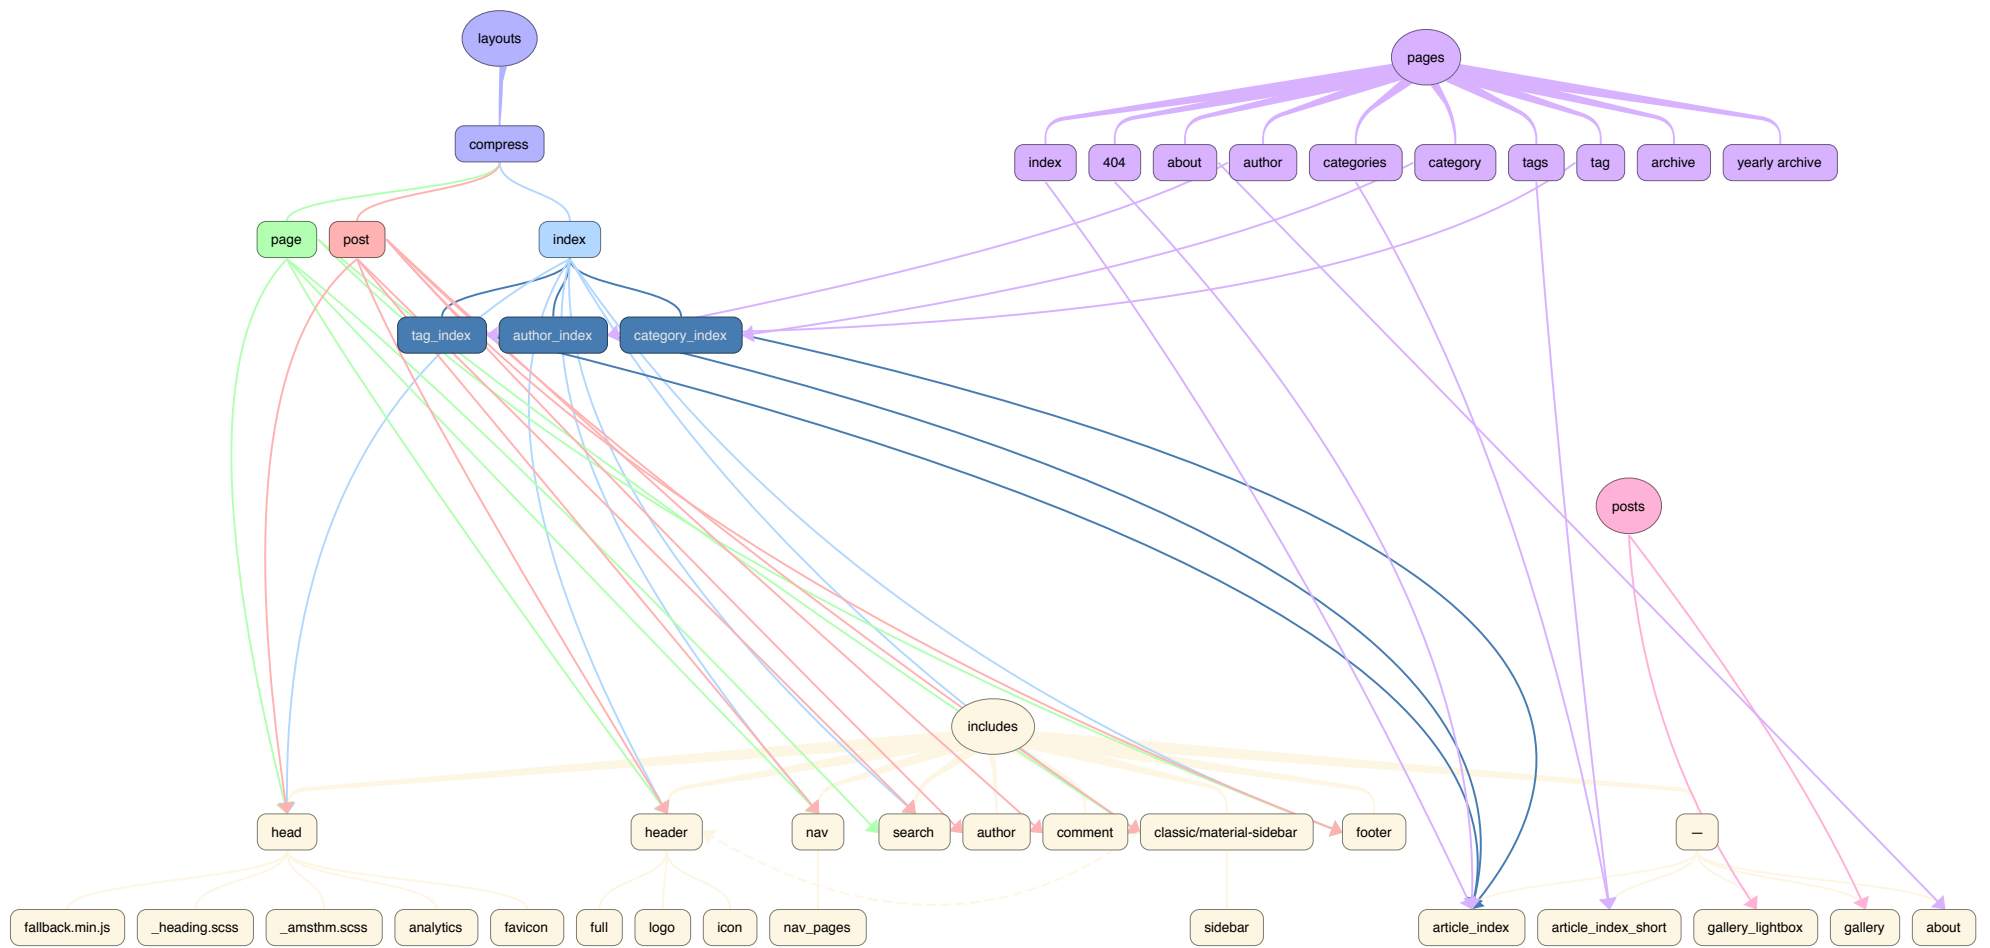 layouts
pages
compress
index
404
about
author
categories
category
tags
tag
archive
yearly archive
page
post
index
tag_index
author_index
category_index
posts
includes
head
header
nav
search
author
comment
classic/material-sidebar
footer
—
fallback.min.js
_heading.scss
_amsthm.scss
analytics
favicon
full
logo
icon
nav_pages
sidebar
article_index
article_index_short
gallery_lightbox
gallery
about